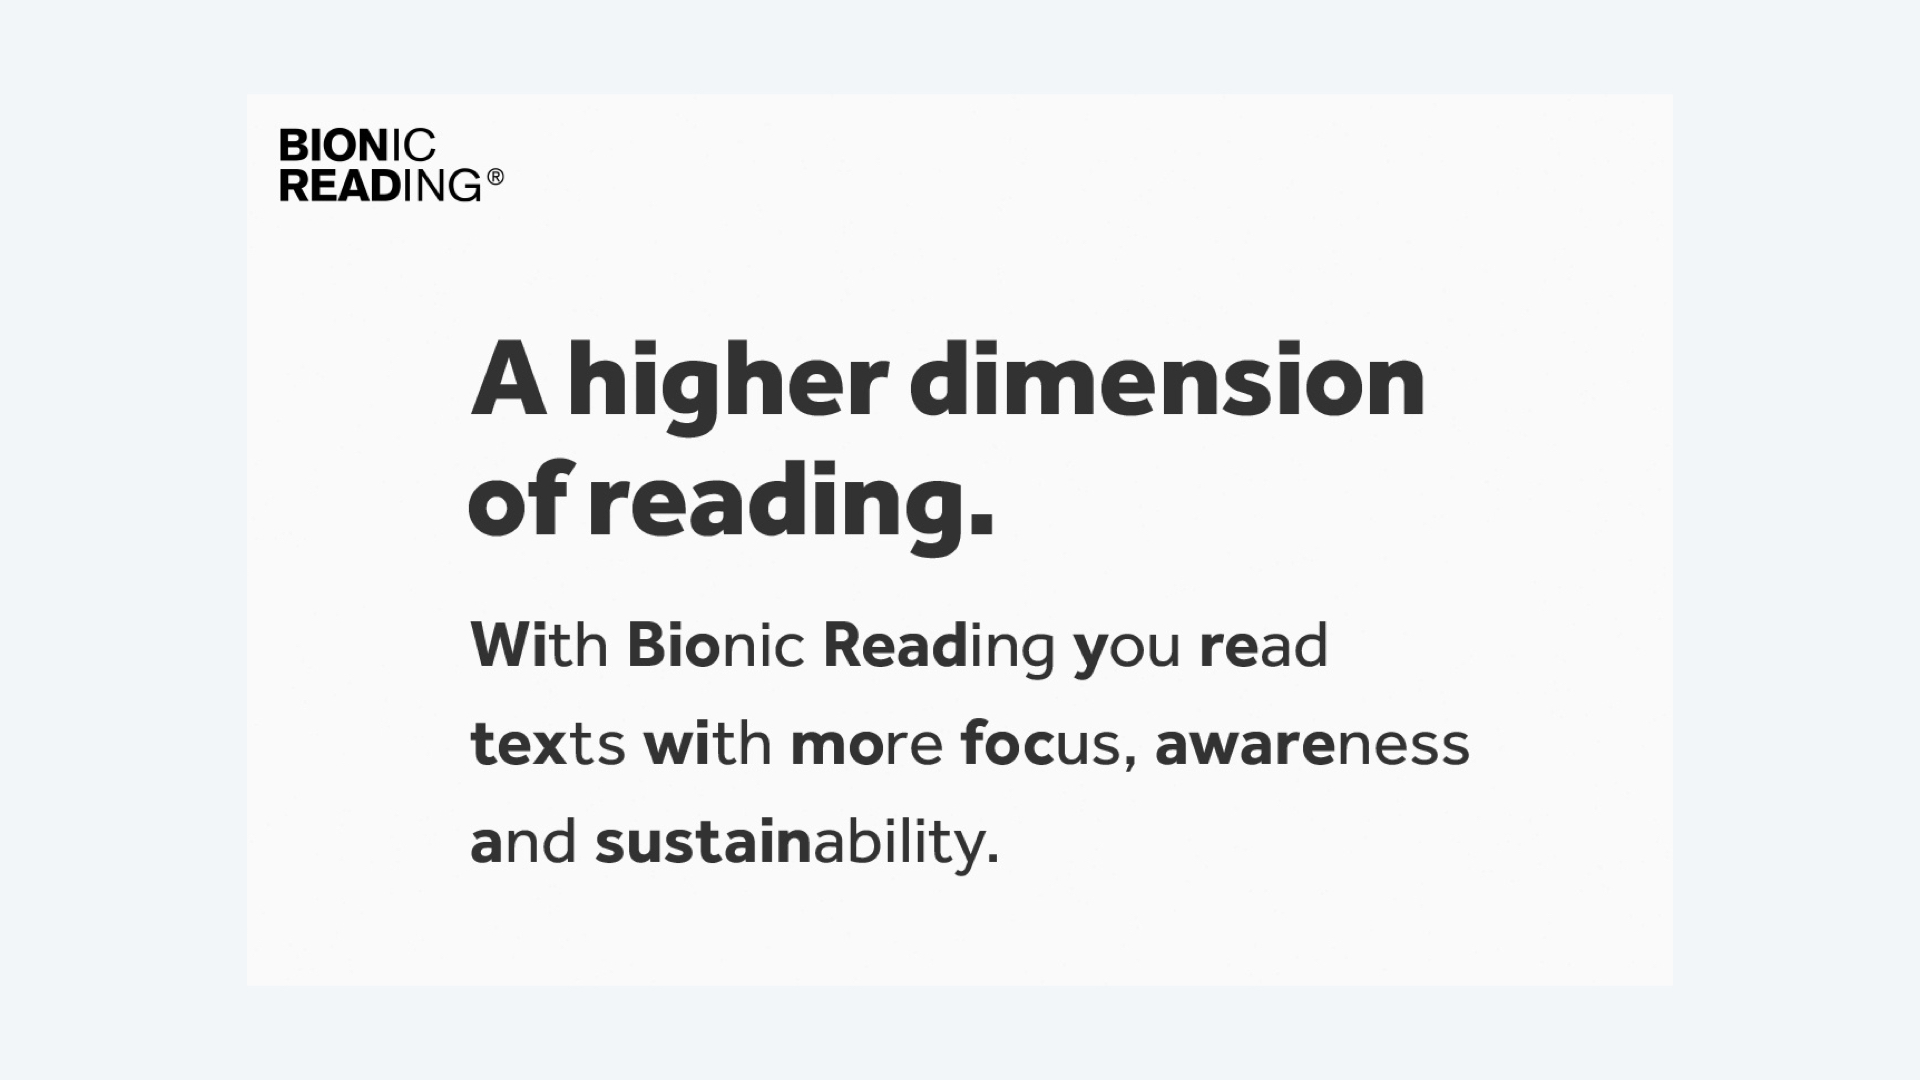 BIONIC
READING®
A higher dimension
of reading.
With Bionic Reading you read
texts with more focus, awareness
and sustainability.